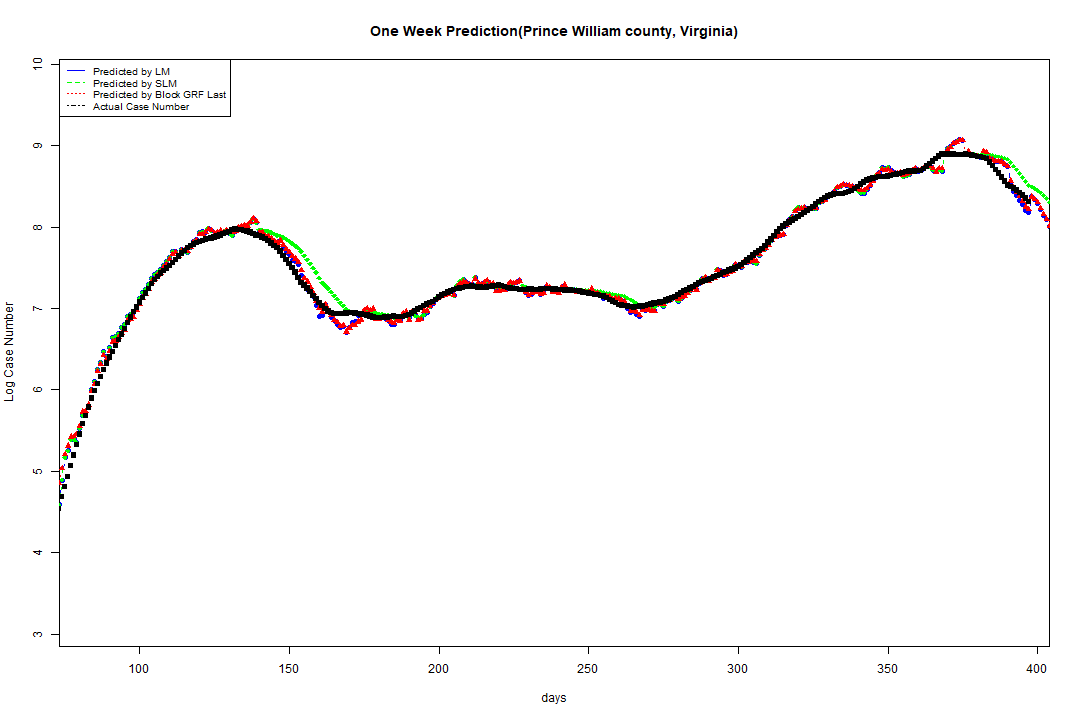 One Week Prediction(Prince William county, Virginia)
Predicted by LM
Predicted by SLM
Predicted by Block GRF Last
Actual Case Number
10
9
8
7
6
5
4
3
Log Case Number
100 150 200 250 300 350 400
days